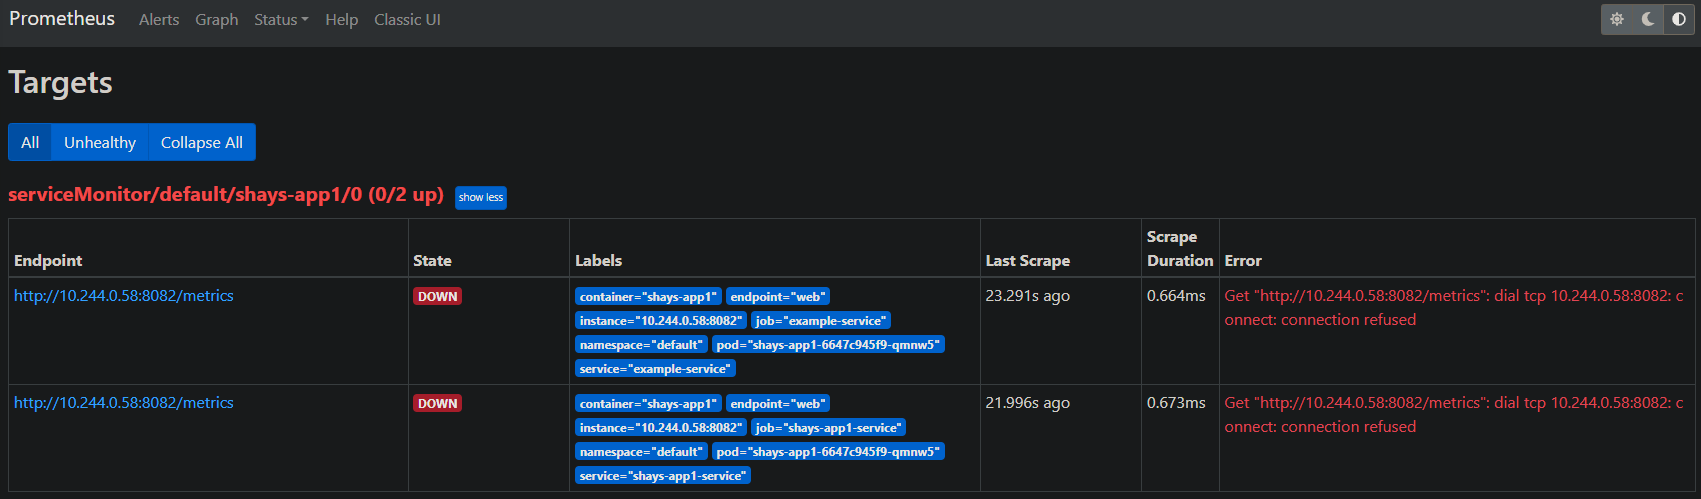 Prometheus Alerts Graph Status Help Classic UI
Targets
All Unhealthy Collapse All
serviceMonitor/default/shays-app1/0 (0/2 up) show less
Endpoint State Labels Last Scrape Scrape Duration Error
http://10.244.0.58:8082/metrics DOWN container="shays-app1" endpoint="web" 23.291s ago 0.664ms Get "http://10.244.0.58:8082/metrics": dial tcp 10.244.0.58:8082: c
instance="10.244.0.58:8082" job="example-service" onnect: connection refused
namespace="default" pod="shays-app1-6647c945f9-qmnw5"
service="example-service"
http://10.244.0.58:8082/metrics DOWN container="shays-app1" endpoint="web" 21.996s ago 0.673ms Get "http://10.244.0.58:8082/metrics": dial tcp 10.244.0.58:8082: c
instance="10.244.0.58:8082" job="shays-app1-service" onnect: connection refused
namespace="default" pod="shays-app1-6647c945f9-qmnw5"
service="shays-app1-service"